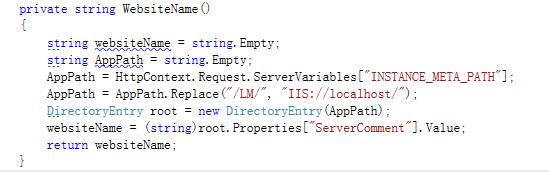 private string WebsiteName()
{
string websiteName = string.Empty;
string AppPath = string.Empty;
AppPath = HttpContext.Request.ServerVariables["INSTANCE_META_PATH"];
AppPath = AppPath.Replace("/LM/", "IIS://localhost/");
DirectoryEntry root = new DirectoryEntry(AppPath);
websiteName = (string)root.Properties["ServerComment"].Value;
return websiteName;
}